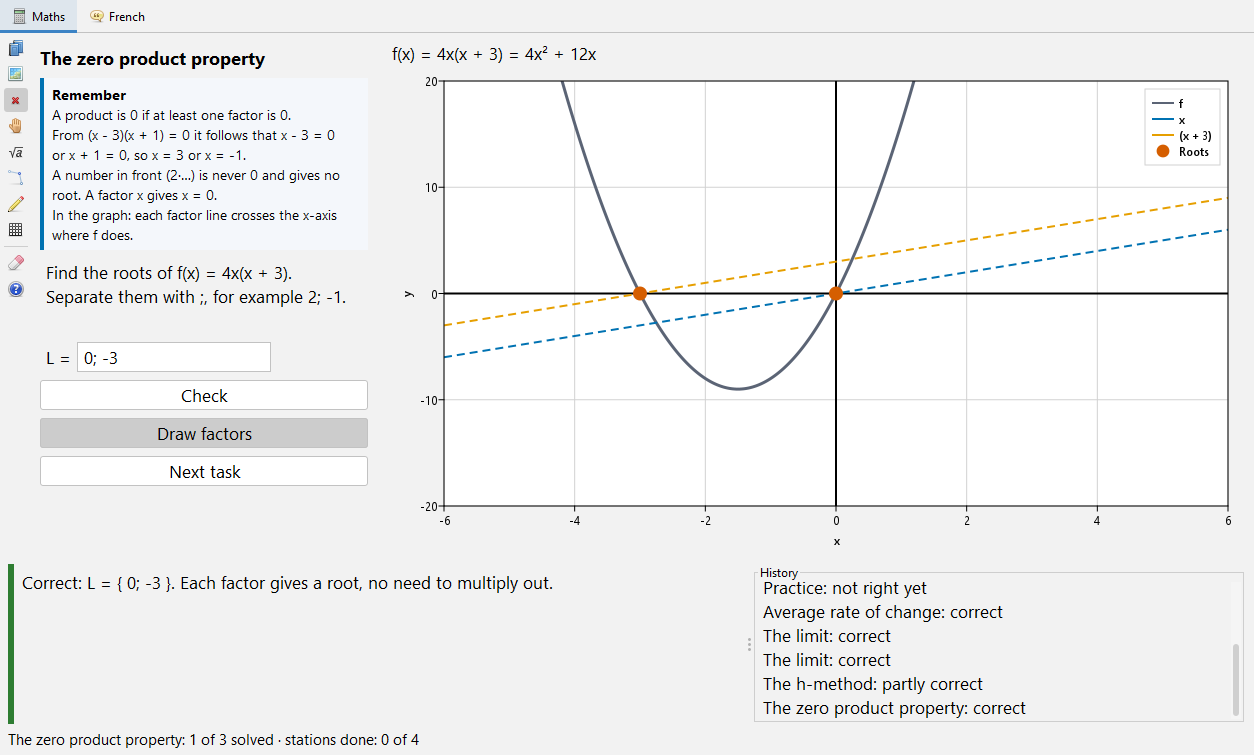 Maths French
The zero product property
Remember
A product is 0 if at least one factor is 0.
From (x - 3)(x + 1) = 0 it follows that x - 3 = 0
or x + 1 = 0, so x = 3 or x = -1.
A number in front (2·...) is never 0 and gives no
root. A factor x gives x = 0.
In the graph: each factor line crosses the x-axis
where f does.
Find the roots of f(x) = 4x(x + 3).
Separate them with ;, for example 2; -1.
L = 0; -3
Check
Draw factors
Next task
f(x) = 4x(x + 3) = 4x² + 12x
20
10
0
-10
-20
y
-6 -4 -2 0 2 4 6
x
f
x
(x + 3)
Roots
√a
?
Correct: L = { 0; -3 }. Each factor gives a root, no need to multiply out.
History
Practice: not right yet
Average rate of change: correct
The limit: correct
The limit: correct
The h-method: partly correct
The zero product property: correct
The zero product property: 1 of 3 solved · stations done: 0 of 4